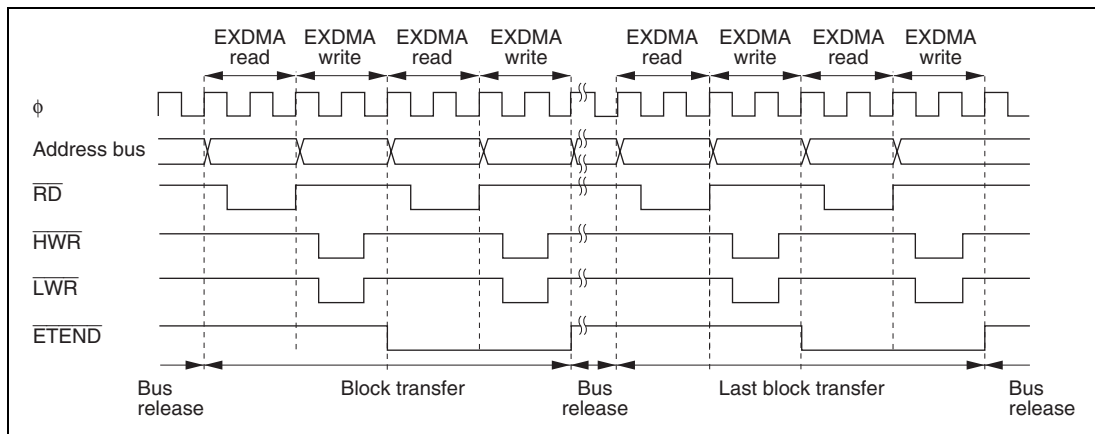 EXDMA read EXDMA write EXDMA read EXDMA write EXDMA read EXDMA write EXDMA read EXDMA write
ϕ
Address bus
RD
HWR
LWR
ETEND
Bus release Block transfer Bus release Last block transfer Bus release